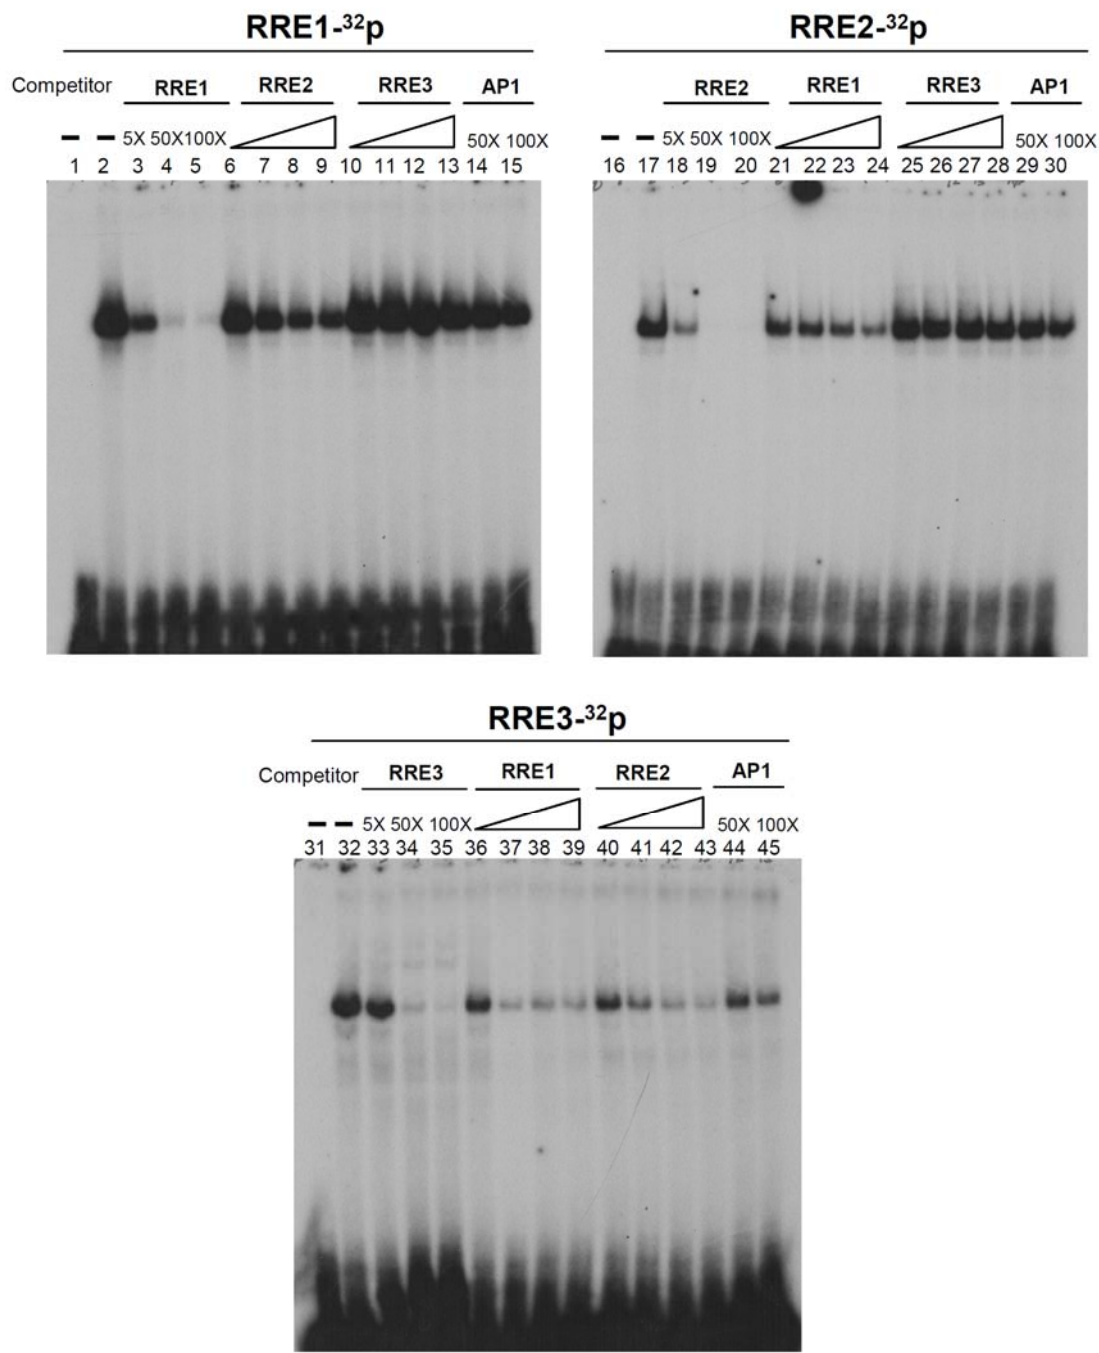 RRE1-³²p
Competitor RRE1 RRE2 RRE3 AP1
- - 5X 50X100X 50X 100X
1 2 3 4 5 6 7 8 9 10 11 12 13 14 15
RRE2-³²p
RRE2 RRE1 RRE3 AP1
- - 5X 50X 100X 50X 100X
16 17 18 19 20 21 22 23 24 25 26 27 28 29 30
RRE3-³²p
Competitor RRE3 RRE1 RRE2 AP1
- - 5X 50X 100X 50X 100X
31 32 33 34 35 36 37 38 39 40 41 42 43 44 45